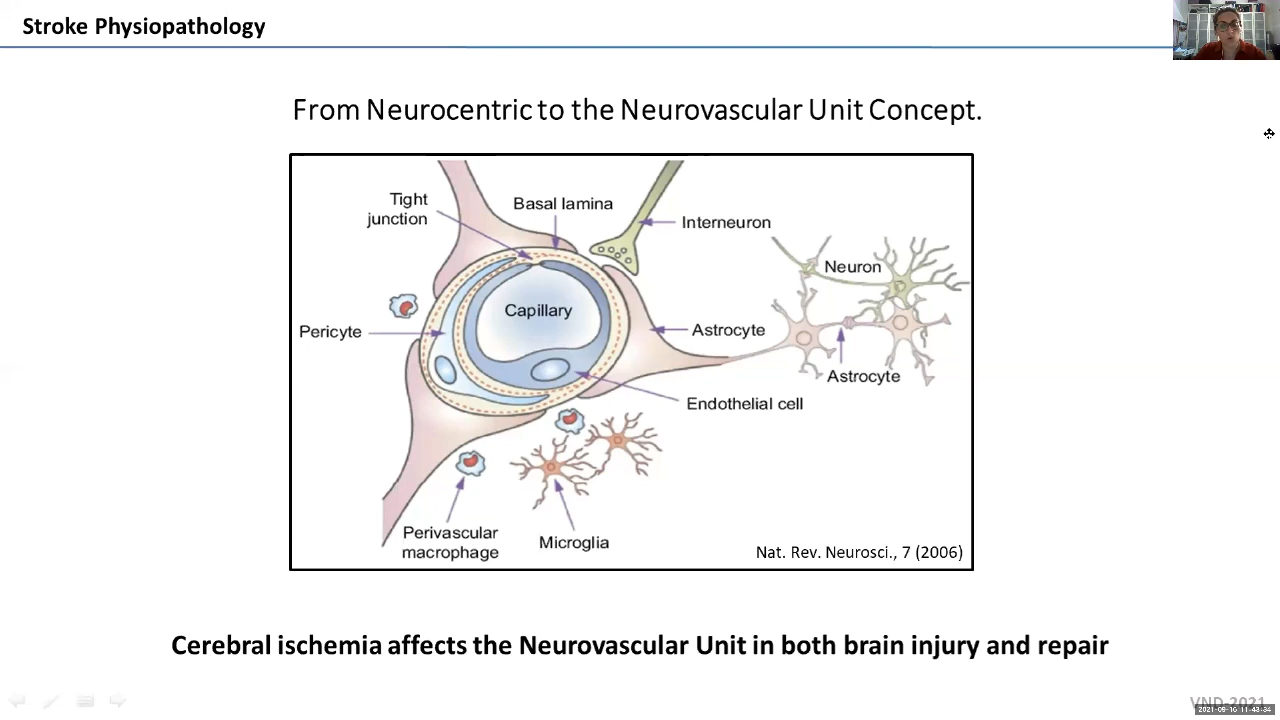 Stroke Physiopathology
From Neurocentric to the Neurovascular Unit Concept.
Tight
junction
Basal lamina
Interneuron
Neuron
Capillary
Pericyte
Astrocyte
Astrocyte
Endothelial cell
Perivascular
macrophage
Microglia
Nat. Rev. Neurosci., 7 (2006)
Cerebral ischemia affects the Neurovascular Unit in both brain injury and repair
VND-2021